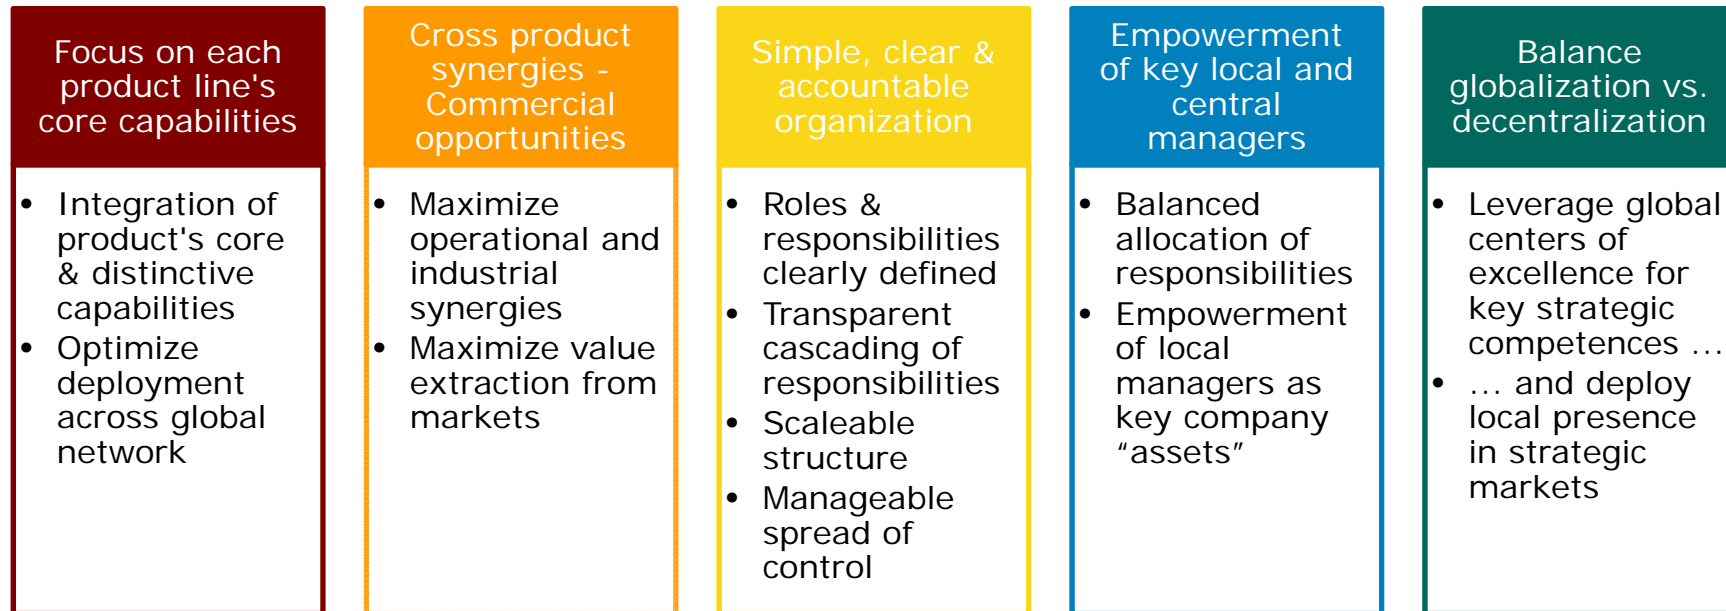 Focus on each
product line's
core capabilities
• Integration of
product's core
& distinctive
capabilities
• Optimize
deployment
across global
network
Cross product
synergies -
Commercial
opportunities
• Maximize
operational and
industrial
synergies
• Maximize value
extraction from
markets
Simple, clear &
accountable
organization
• Roles &
responsibilities
clearly defined
• Transparent
cascading of
responsibilities
• Scaleable
structure
• Manageable
spread of
control
Empowerment
of key local and
central
managers
• Balanced
allocation of
responsibilities
• Empowerment
of local
managers as
key company
“assets”
Balance
globalization vs.
decentralization
• Leverage global
centers of
excellence for
key strategic
competences …
• … and deploy
local presence
in strategic
markets